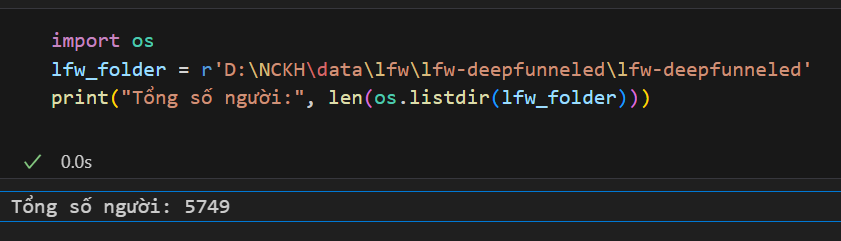 import os
lfw_folder = r'D:\NCKH\data\lfw\lfw-deepfunneled\lfw-deepfunneled'
print("Tổng số người:", len(os.listdir(lfw_folder)))
0.0s
Tổng số người: 5749